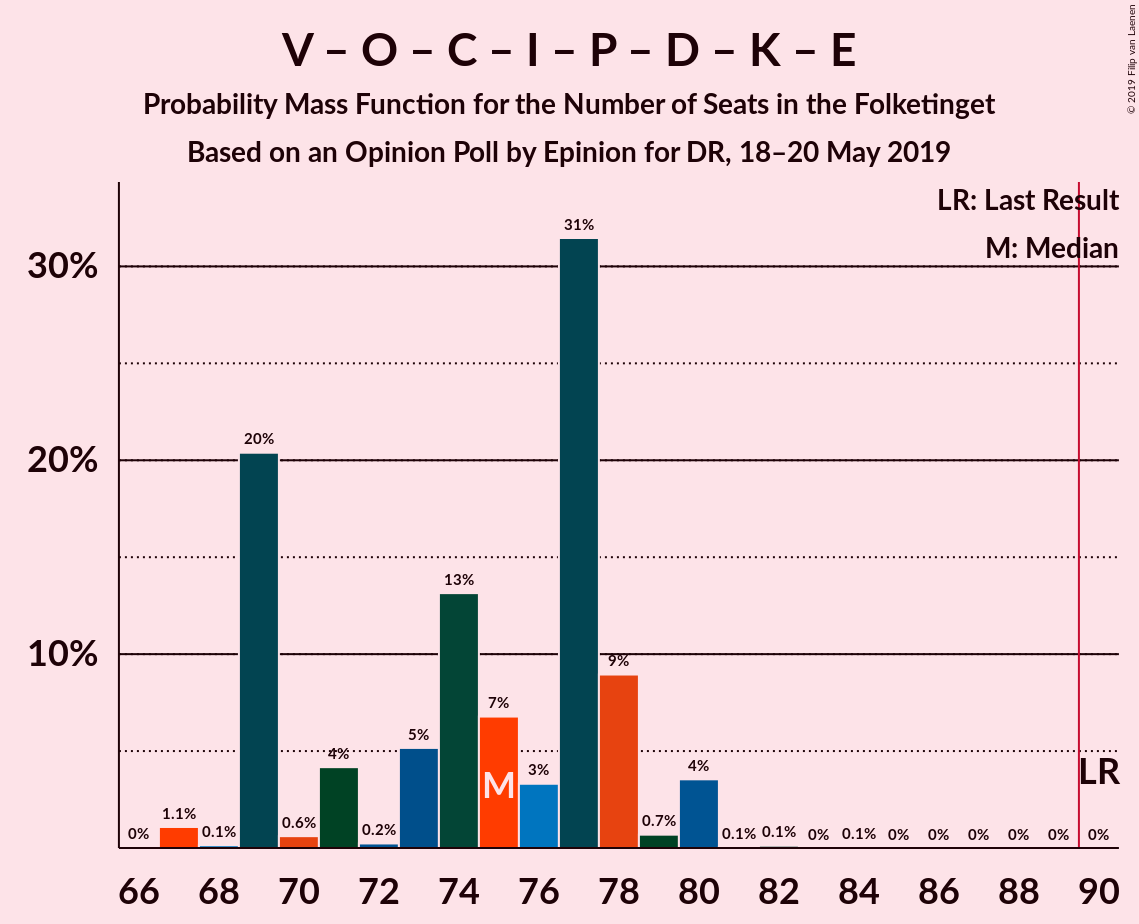 V – O – C – I – P – D – K – E
Probability Mass Function for the Number of Seats in the Folketinget
Based on an Opinion Poll by Epinion for DR, 18–20 May 2019
© 2019 Filip van Laenen
LR: Last Result
M: Median
30%
20%
10%
0% 1.1% 0.1% 20% 0.6% 4% 0.2% 5% 13% 7% 3% 31% 9% 0.7% 4% 0.1% 0.1% 0% 0.1% 0% 0% 0% 0% 0% 0%
M
LR
66 68 70 72 74 76 78 80 82 84 86 88 90